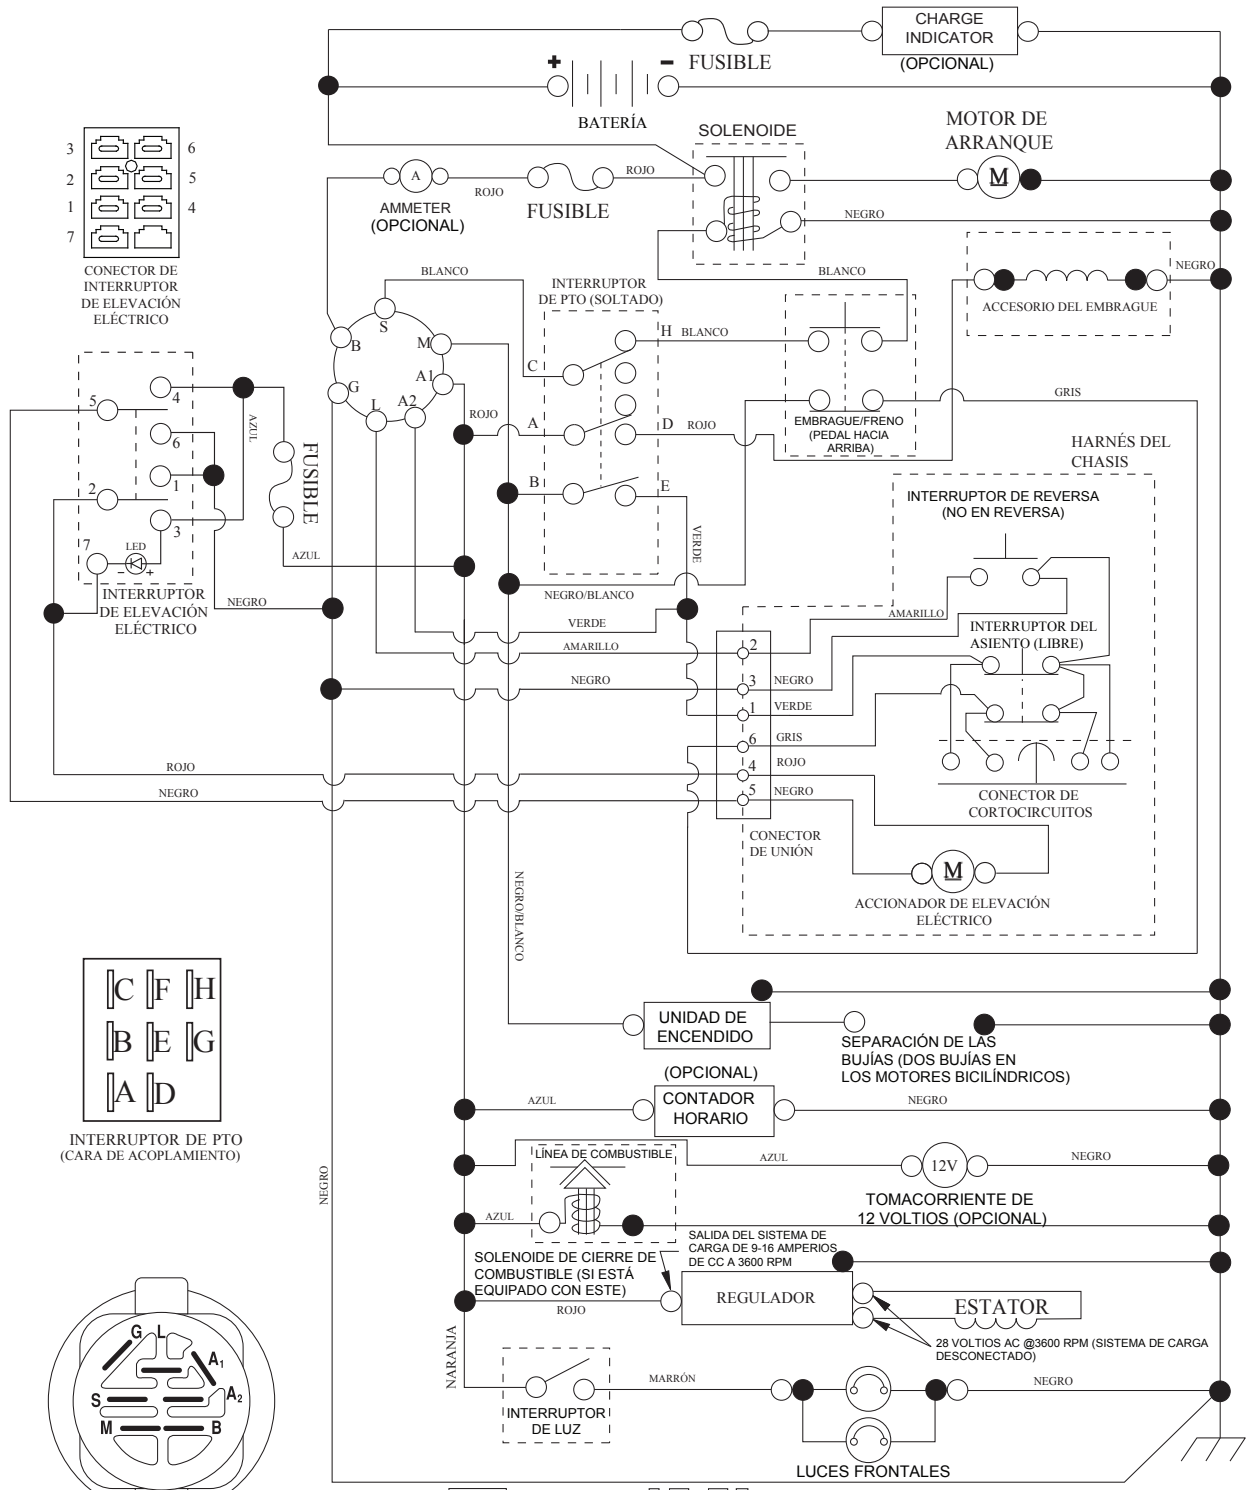 CHARGE
INDICATOR
(OPCIONAL)
FUSIBLE
+
-
BATERÍA
SOLENOIDE
MOTOR DE
ARRANQUE
M
ROJO
A
ROJO
AMMETER
(OPCIONAL)
FUSIBLE
NEGRO
3
6
2
5
1
4
7
CONECTOR DE
INTERRUPTOR
DE ELEVACIÓN
ELÉCTRICO
BLANCO
INTERRUPTOR
DE PTO (SOLTADO)
BLANCO
NEGRO
ACCESORIO DEL EMBRAGUE
S
B
M
G
A1
L
A2
H
BLANCO
C
A
D
ROJO
B
E
ROJO
GRIS
EMBRAGUE/FRENO
(PEDAL HACIA
ARRIBA)
5
4
6
1
2
3
7
LED
-
+
AZUL
FUSIBLE
AZUL
INTERRUPTOR
DE ELEVACIÓN
ELÉCTRICO
NEGRO
HARNÉS DEL
CHASIS
INTERRUPTOR DE REVERSA
(NO EN REVERSA)
VERDE
NEGRO/BLANCO
AMARILLO
INTERRUPTOR DEL
ASIENTO (LIBRE)
VERDE
AMARILLO
2
NEGRO
3
NEGRO
1
VERDE
6
GRIS
ROJO
4
ROJO
NEGRO
5
NEGRO
CONECTOR DE
CORTOCIRCUITOS
CONECTOR
DE UNIÓN
M
ACCIONADOR DE ELEVACIÓN
ELÉCTRICO
NEGRO/BLANCO
C F H
B E G
A D
INTERRUPTOR DE PTO
(CARA DE ACOPLAMIENTO)
UNIDAD DE
ENCENDIDO
SEPARACIÓN DE LAS
BUJÍAS (DOS BUJÍAS EN
LOS MOTORES BICILÍNDRICOS)
(OPCIONAL)
CONTADOR
HORARIO
AZUL
NEGRO
NEGRO
LÍNEA DE COMBUSTIBLE
AZUL
12V
NEGRO
TOMACORRIENTE DE
12 VOLTIOS (OPCIONAL)
AZUL
SOLENOIDE DE CIERRE DE
COMBUSTIBLE (SI ESTÁ
EQUIPADO CON ESTE)
SALIDA DEL SISTEMA DE
CARGA DE 9-16 AMPERIOS
DE CC A 3600 RPM
ROJO
REGULADOR
ESTATOR
28 VOLTIOS AC @3600 RPM (SISTEMA DE CARGA
DESCONECTADO)
NARANJA
INTERRUPTOR
DE LUZ
MARRÓN
NEGRO
LUCES FRONTALES
G
L
A1
A2
S
M
B